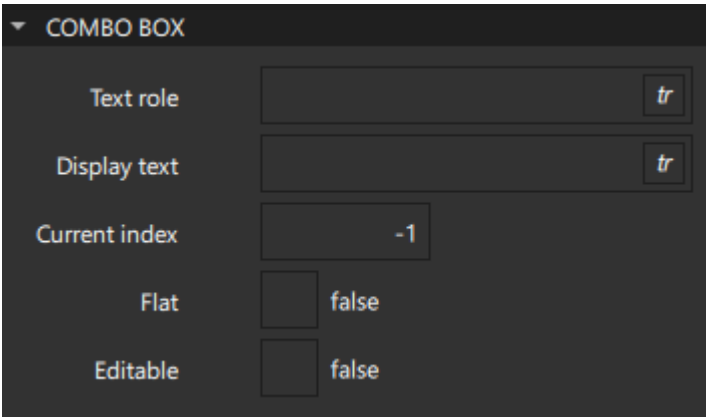 COMBO BOX
Text role tr
Display text tr
Current index -1
Flat false
Editable false